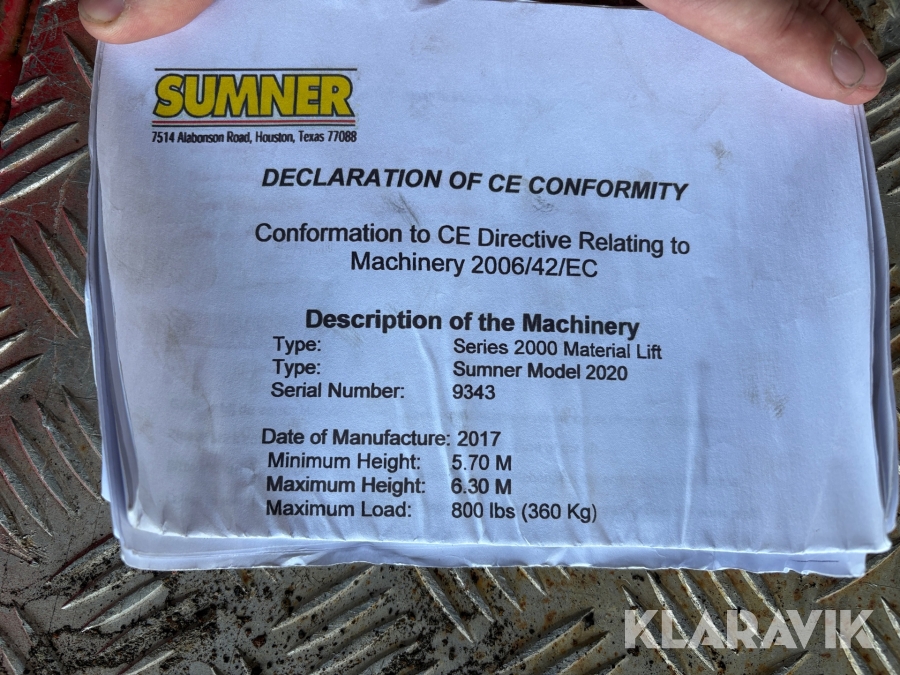 SUMNER
7514 Alabonson Road, Houston, Texas 77088
DECLARATION OF CE CONFORMITY
Conformation to CE Directive Relating to
Machinery 2006/42/EC
Description of the Machinery
Type: Series 2000 Material Lift
Type: Sumner Model 2020
Serial Number: 9343
Date of Manufacture: 2017
Minimum Height: 5.70 M
Maximum Height: 6.30 M
Maximum Load: 800 lbs (360 Kg)
KLARAVIK